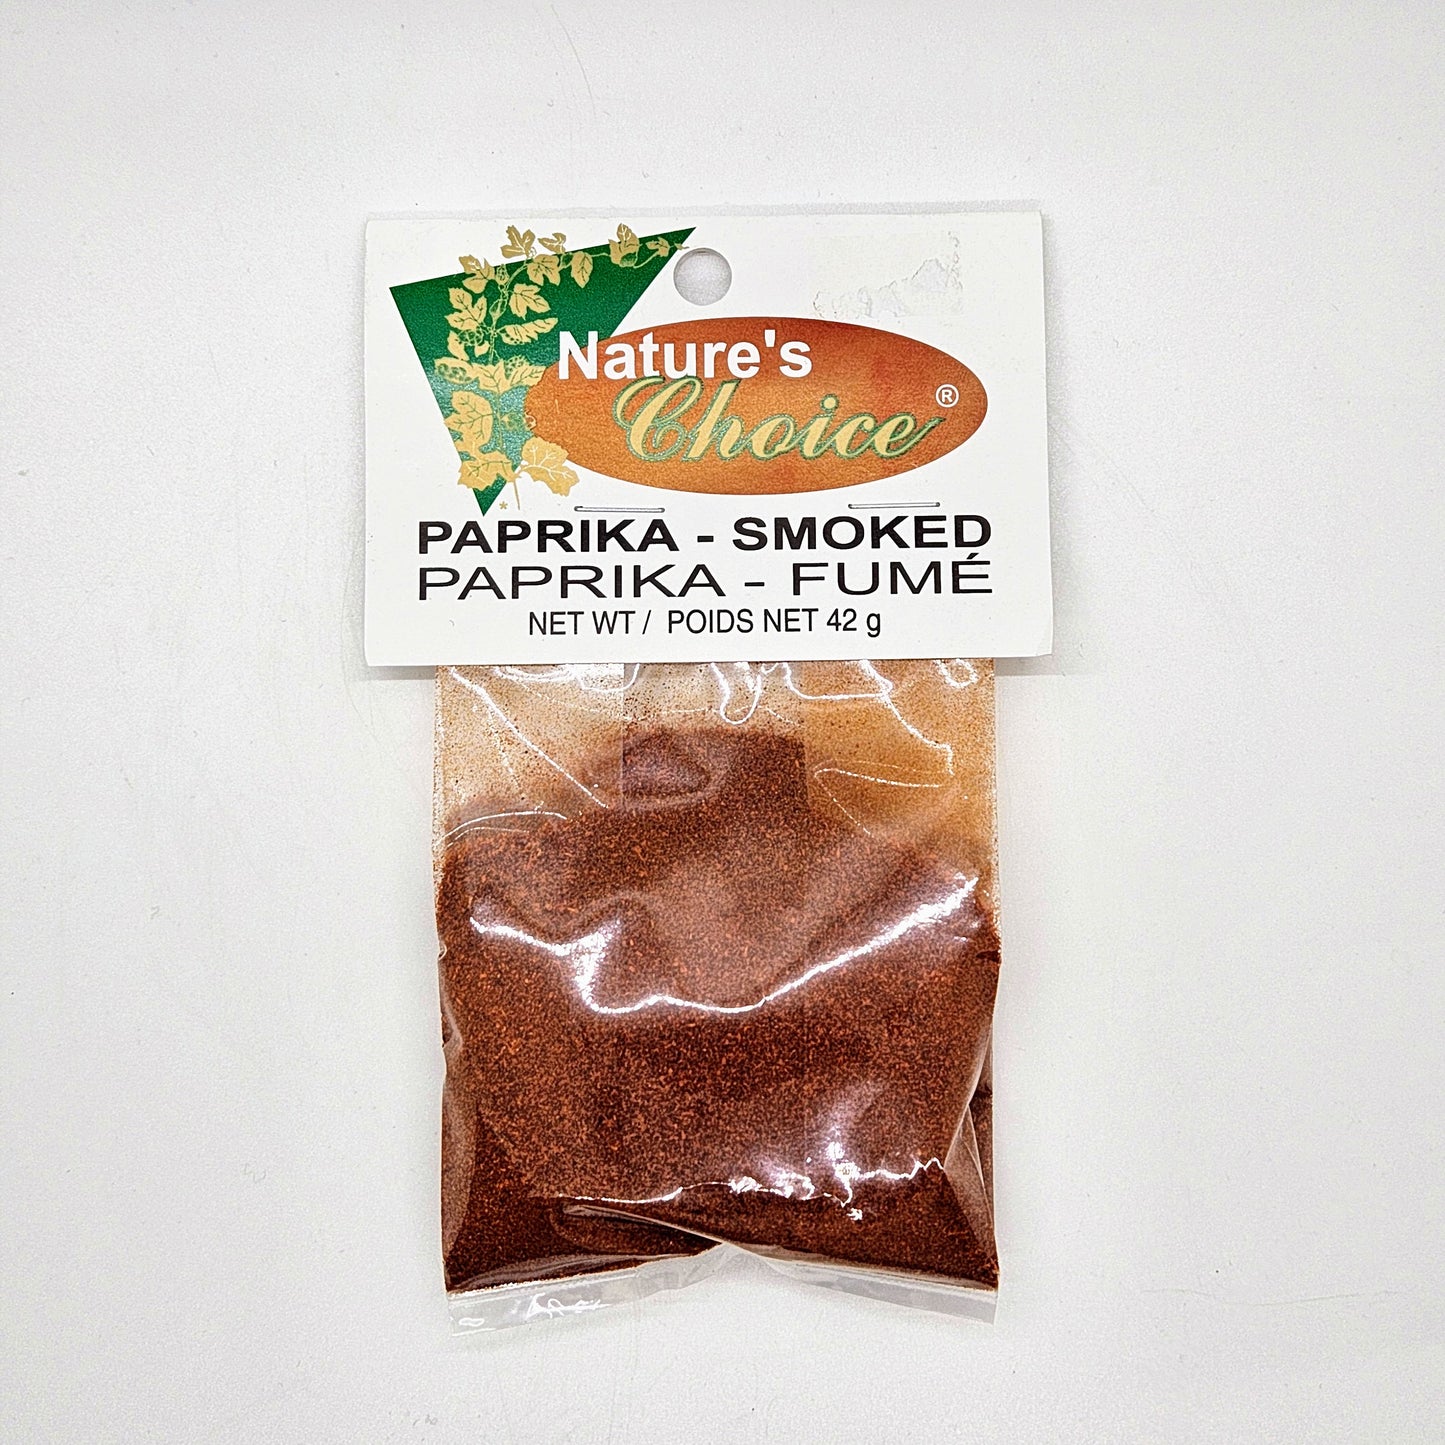 Nature's
Choice®
PAPRIKA - SMOKED
PAPRIKA - FUMÉ
NET WT / POIDS NET 42 g